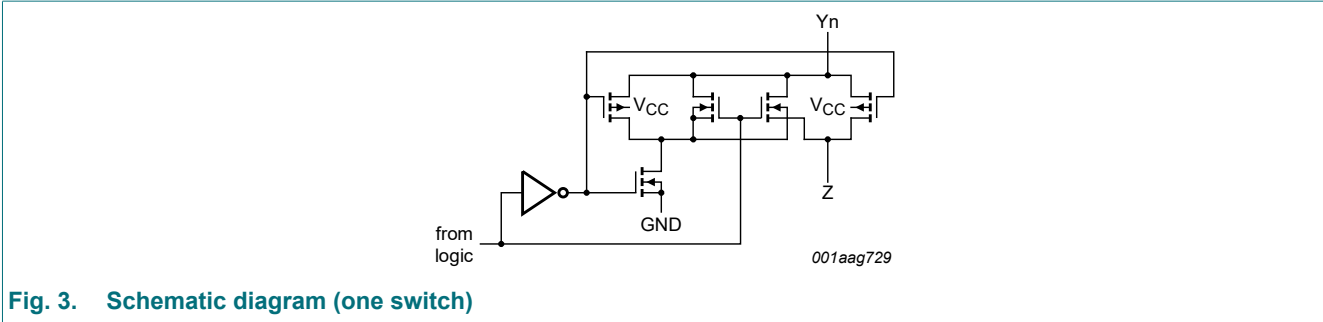 Yn
VCC
VCC
Z
GND
from
logic
001aag729
Fig. 3. Schematic diagram (one switch)